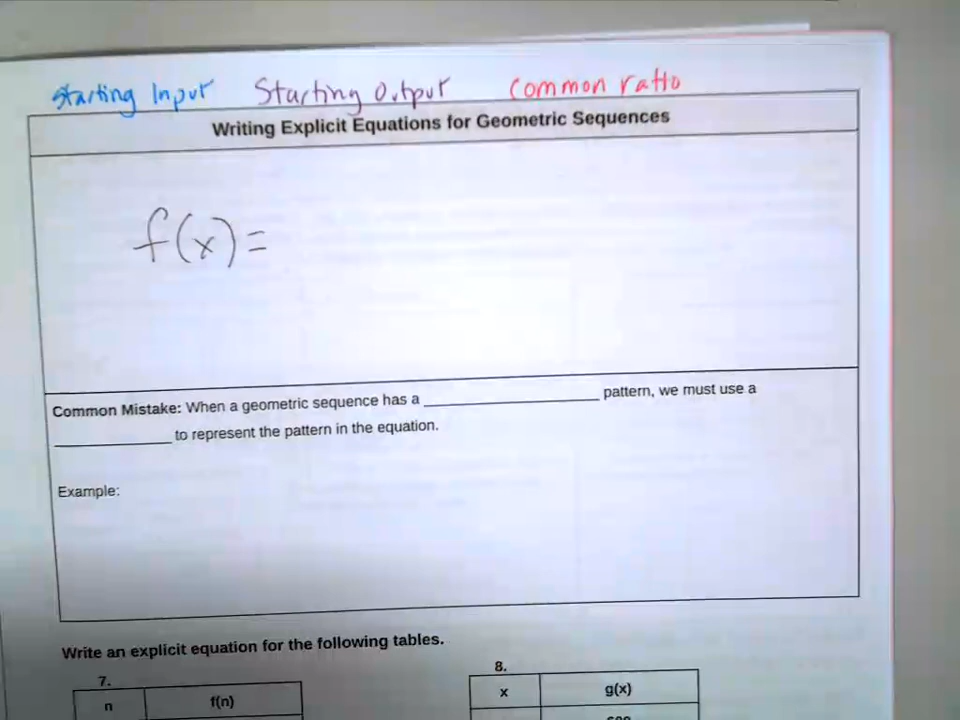 Starting Input Starting Output Common ratio
Writing Explicit Equations for Geometric Sequences
f(x)=
Common Mistake: When a geometric sequence has a ____________ pattern, we must use a
____________ to represent the pattern in the equation.
Example:
Write an explicit equation for the following tables.
7. 8.
n f(n) x g(x)